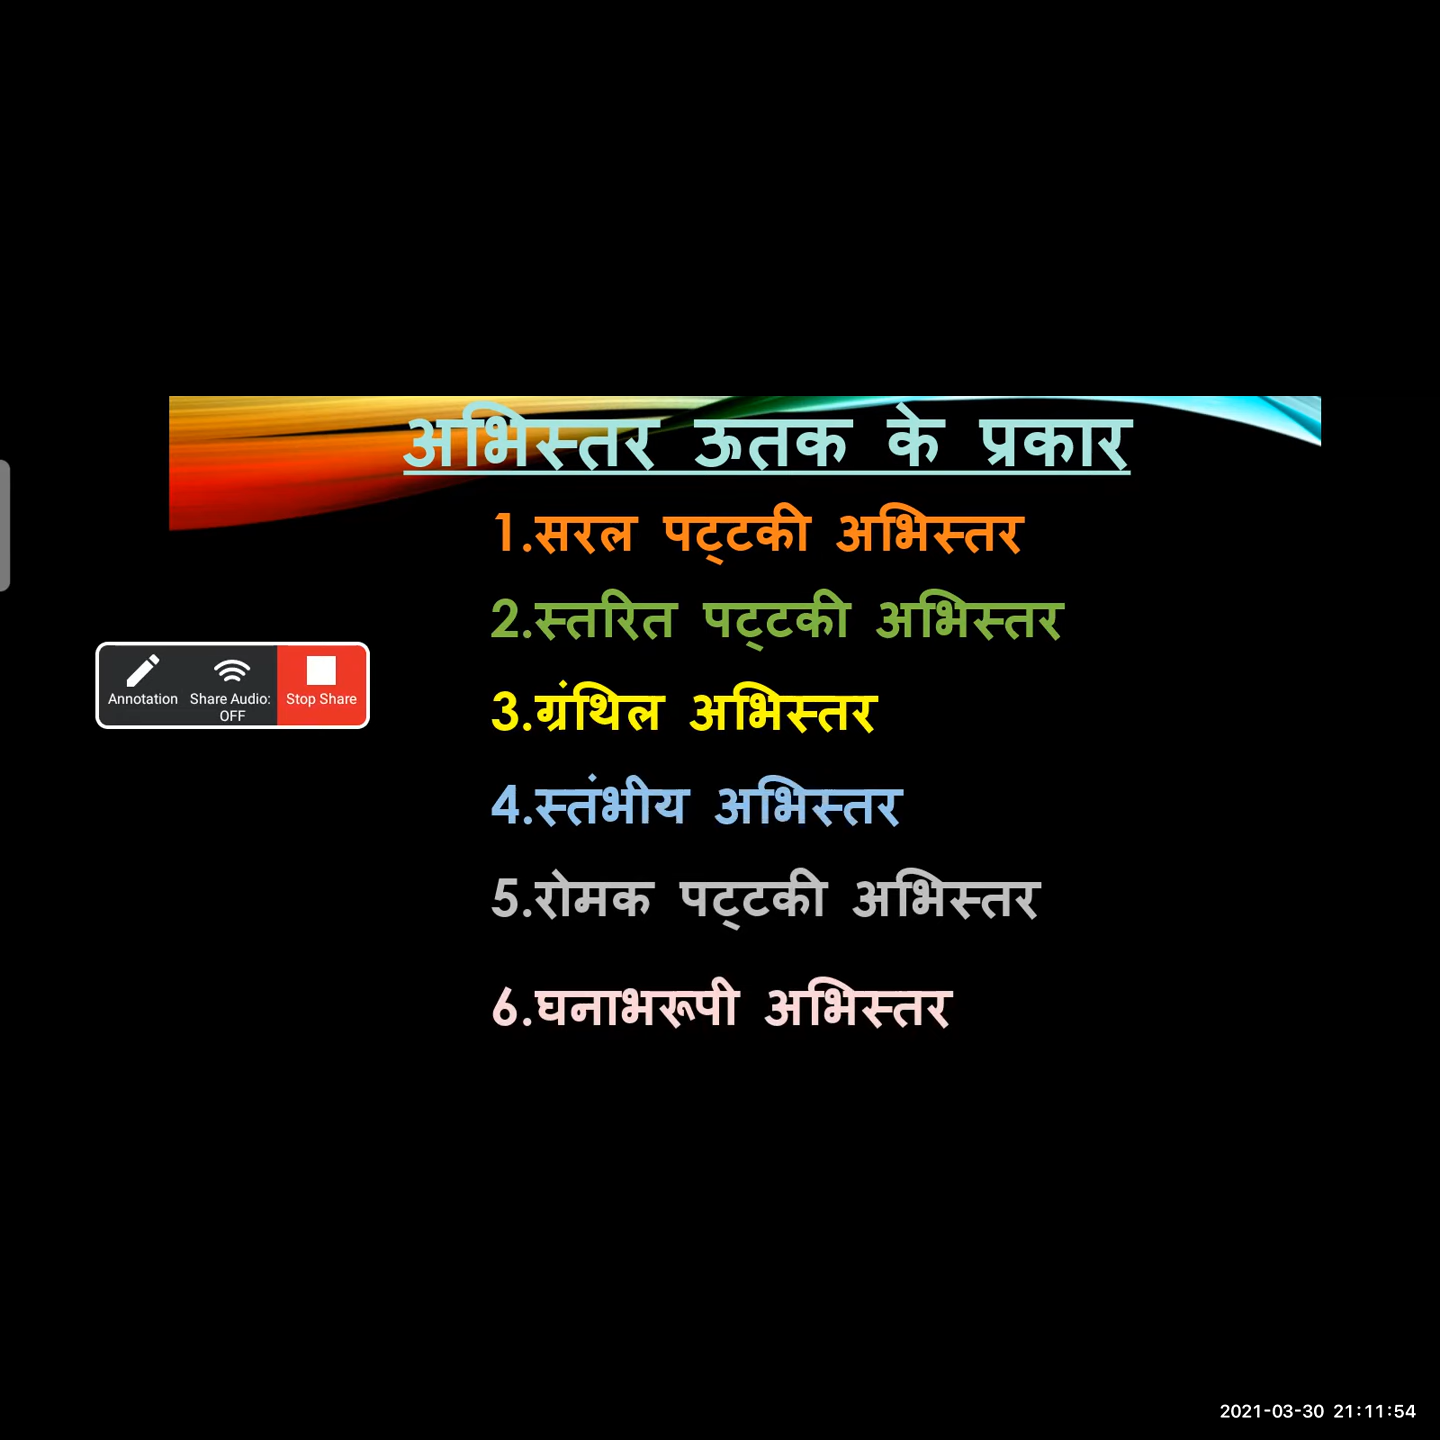 अभिस्तर ऊतक के प्रकार
1.सरल पट्टकी अभिस्तर
2.स्तरित पट्टकी अभिस्तर
3.ग्रंथिल अभिस्तर
4.स्तंभीय अभिस्तर
5.रोमक पट्टकी अभिस्तर
6.घनाभरूपी अभिस्तर
Annotation
Share Audio:
OFF
Stop Share
2021-03-30 21:11:54